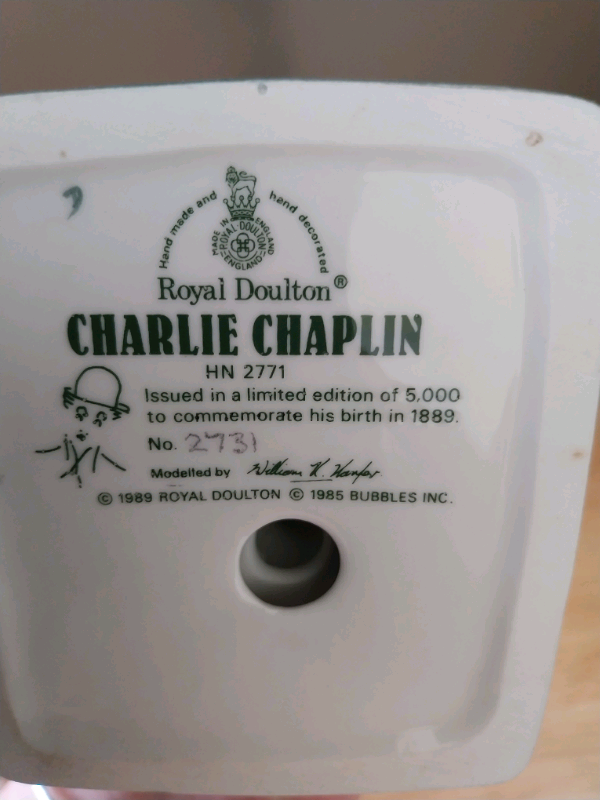 Hand made and hand decorated
MADE IN ENGLAND
ROYAL DOULTON
ENGLAND
Royal Doulton®
CHARLIE CHAPLIN
HN 2771
Issued in a limited edition of 5,000
to commemorate his birth in 1889.
No. 2731
Modelled by William K. Harper
© 1989 ROYAL DOULTON © 1985 BUBBLES INC.